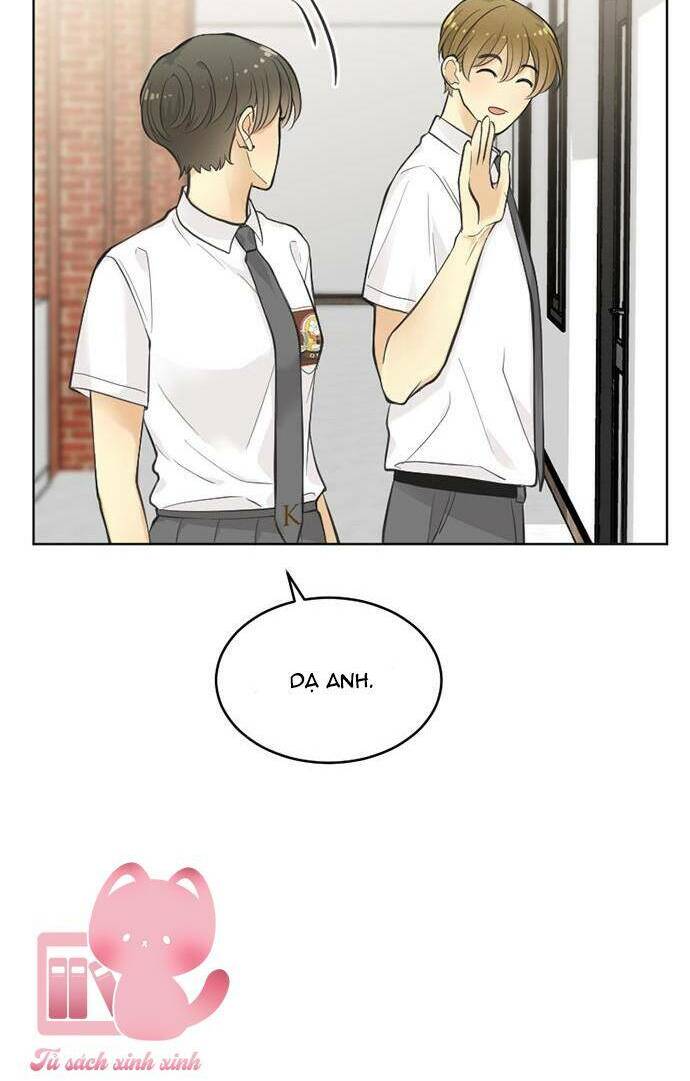 K
DẠ ANH.
Tủ sách xinh xinh